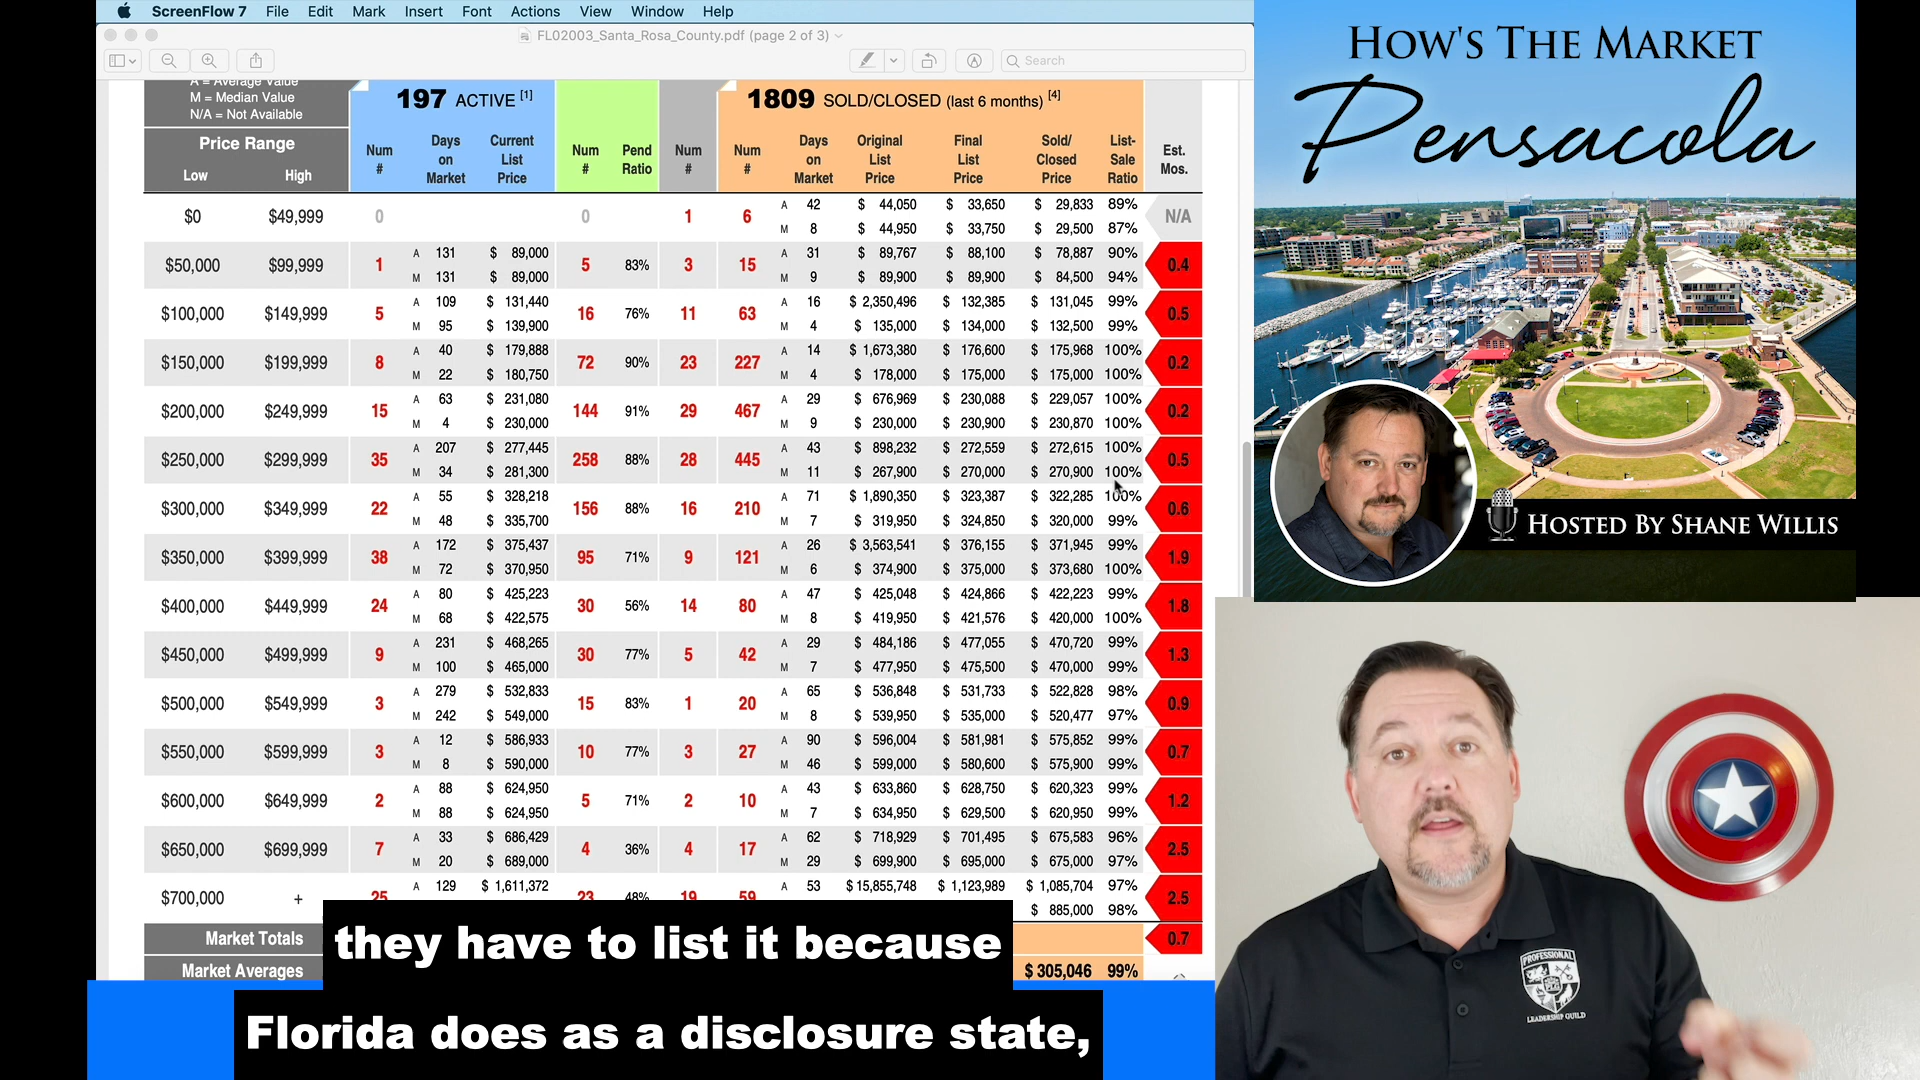 ScreenFlow 7 File Edit Mark Insert Font Actions View Window Help
FL02003_Santa_Rosa_County.pdf (page 2 of 3)
Search
A = Average Value
M = Median Value
N/A = Not Available
197 ACTIVE [1]
1809 SOLD/CLOSED (last 6 months) [4]
Price Range
Low High
Num # Days on Market Current List Price Num # Pend Ratio Num # Num # Days on Market Original List Price Final List Price Sold/ Closed Price List- Sale Ratio Est. Mos.
$0 $49,999 0 0 1 6 A 42 $ 44,050 $ 33,650 $ 29,833 89% N/A
M 8 $ 44,950 $ 33,750 $ 29,500 87%
$50,000 $99,999 1 A 131 $ 89,000 5 83% 3 15 A 31 $ 89,767 $ 88,100 $ 78,887 90% 0.4
M 131 $ 89,000 M 9 $ 89,900 $ 89,900 $ 84,500 94%
$100,000 $149,999 5 A 109 $ 131,440 16 76% 11 63 A 16 $ 2,350,496 $ 132,385 $ 131,045 99% 0.5
M 95 $ 139,900 M 4 $ 135,000 $ 134,000 $ 132,500 99%
$150,000 $199,999 8 A 40 $ 179,888 72 90% 23 227 A 14 $ 1,673,380 $ 176,600 $ 175,968 100% 0.2
M 22 $ 180,750 M 4 $ 178,000 $ 175,000 $ 175,000 100%
$200,000 $249,999 15 A 63 $ 231,080 144 91% 29 467 A 29 $ 676,969 $ 230,088 $ 229,057 100% 0.2
M 4 $ 230,000 M 9 $ 230,000 $ 230,900 $ 230,870 100%
$250,000 $299,999 35 A 207 $ 277,445 258 88% 28 445 A 43 $ 898,232 $ 272,559 $ 272,615 100% 0.5
M 34 $ 281,300 M 11 $ 267,900 $ 270,000 $ 270,900 100%
$300,000 $349,999 22 A 55 $ 328,218 156 88% 16 210 A 71 $ 1,890,350 $ 323,387 $ 322,285 100% 0.6
M 48 $ 335,700 M 7 $ 319,950 $ 324,850 $ 320,000 99%
$350,000 $399,999 38 A 172 $ 375,437 95 71% 9 121 A 26 $ 3,563,541 $ 376,155 $ 371,945 99% 1.9
M 72 $ 370,950 M 6 $ 374,900 $ 375,000 $ 373,680 100%
$400,000 $449,999 24 A 80 $ 425,223 30 56% 14 80 A 47 $ 425,048 $ 424,866 $ 422,223 99% 1.8
M 68 $ 422,575 M 8 $ 419,950 $ 421,576 $ 420,000 100%
$450,000 $499,999 9 A 231 $ 468,265 30 77% 5 42 A 29 $ 484,186 $ 477,055 $ 470,720 99% 1.3
M 100 $ 465,000 M 7 $ 477,950 $ 475,500 $ 470,000 99%
$500,000 $549,999 3 A 279 $ 532,833 15 83% 1 20 A 65 $ 536,848 $ 531,733 $ 522,828 98% 0.9
M 242 $ 549,000 M 8 $ 539,950 $ 535,000 $ 520,477 97%
$550,000 $599,999 3 A 12 $ 586,933 10 77% 3 27 A 90 $ 596,004 $ 581,981 $ 575,852 99% 0.7
M 8 $ 590,000 M 46 $ 599,000 $ 580,600 $ 575,900 99%
$600,000 $649,999 2 A 88 $ 624,950 5 71% 2 10 A 43 $ 633,860 $ 628,750 $ 620,323 99% 1.2
M 88 $ 624,950 M 7 $ 634,950 $ 629,500 $ 620,950 99%
$650,000 $699,999 7 A 33 $ 686,429 4 36% 4 17 A 62 $ 718,929 $ 701,495 $ 675,583 96% 2.5
M 20 $ 689,000 M 29 $ 699,900 $ 695,000 $ 675,000 97%
$700,000 + 25 A 129 $ 1,611,372 23 48% 19 59 A 53 $ 15,855,748 $ 1,123,989 $ 1,085,704 97% 2.5
$ 885,000 98%
Market Totals 0.7
Market Averages $ 305,046 99%
they have to list it because
Florida does as a disclosure state,
HOW'S THE MARKET
Pensacola
HOSTED BY SHANE WILLIS
PROFESSIONAL
LEADERSHIP GUILD